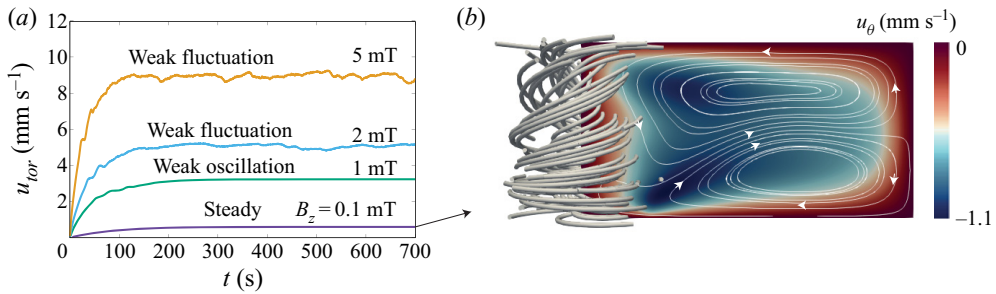 (a)
12
10
8
6
4
2
0
u_tor (mm s⁻¹)
Weak fluctuation 5 mT
Weak fluctuation 2 mT
Weak oscillation 1 mT
Steady B_z = 0.1 mT
100 200 300 400 500 600 700
t (s)
(b)
u_θ (mm s⁻¹)
0
−1.1